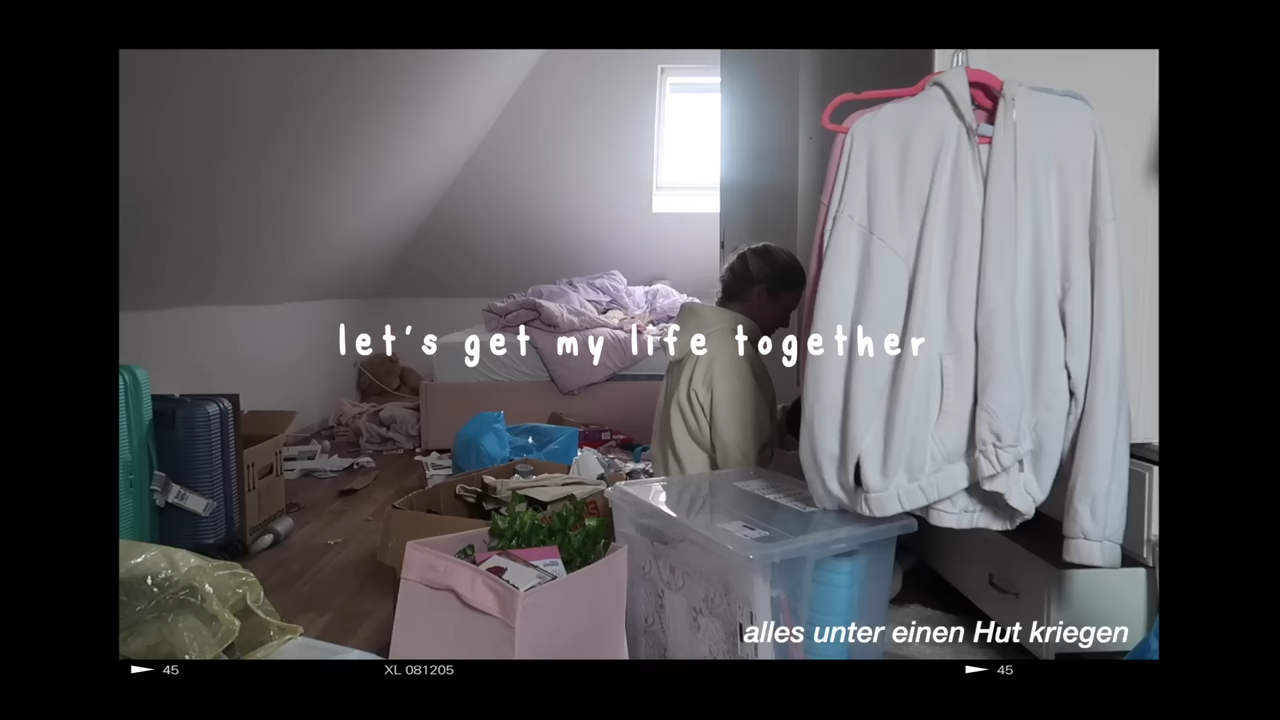 let's get my life together
alles unter einen Hut kriegen
45
XL 081205
45